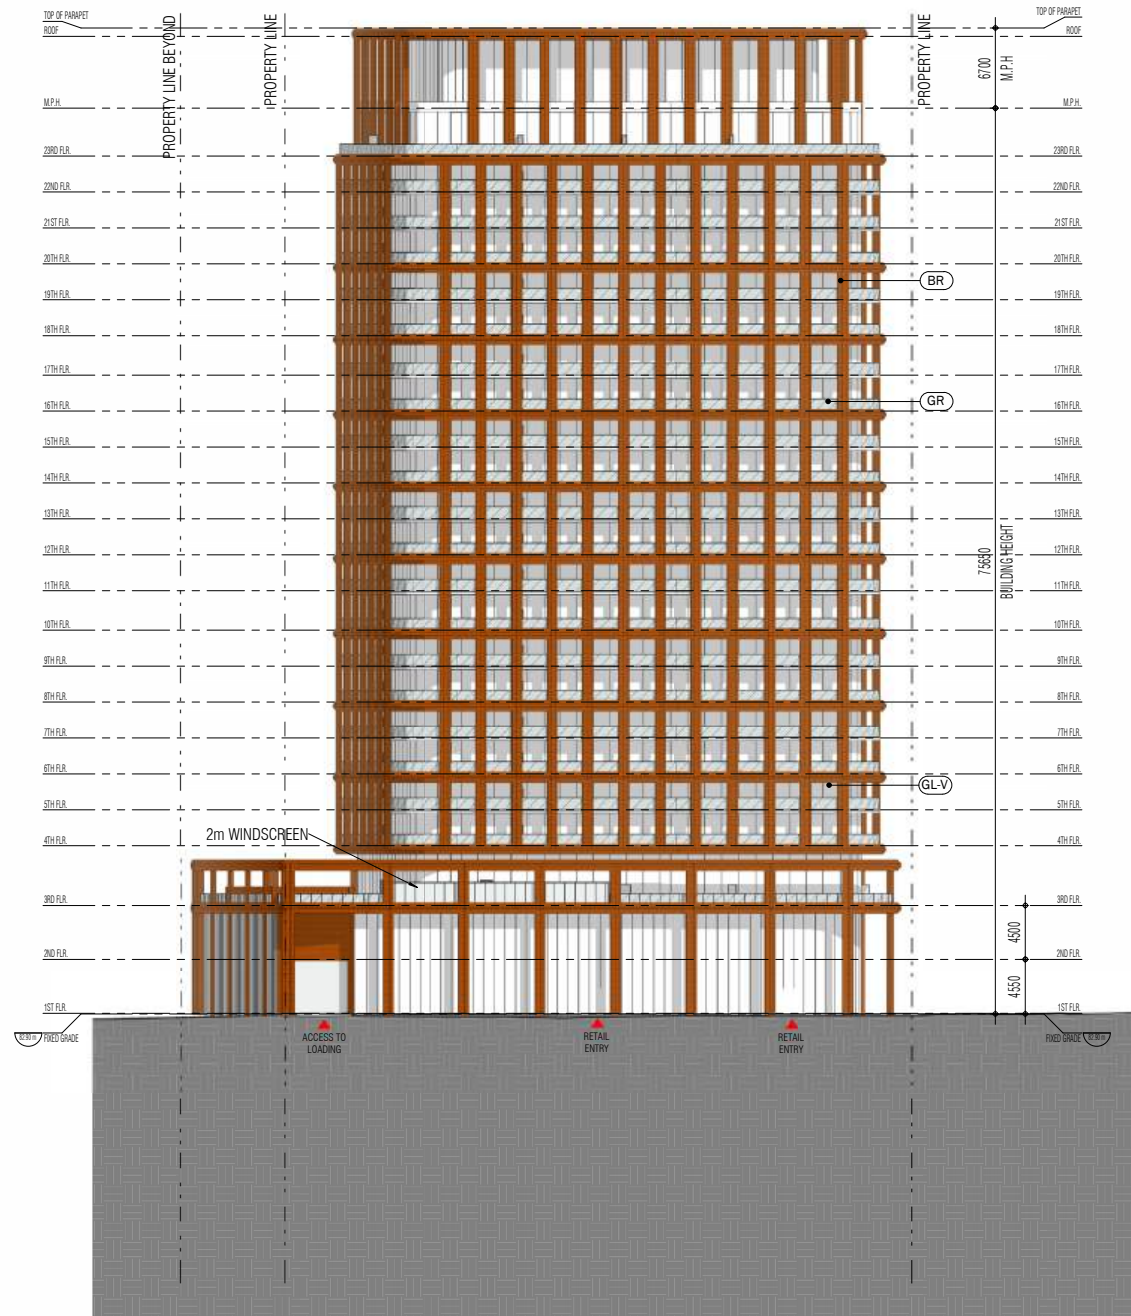 TOP OF PARAPET
ROOF
M.P.H.
23RD FLR.
22ND FLR.
21ST FLR.
20TH FLR.
19TH FLR.
18TH FLR.
17TH FLR.
16TH FLR.
15TH FLR.
14TH FLR.
13TH FLR.
12TH FLR.
11TH FLR.
10TH FLR.
9TH FLR.
8TH FLR.
7TH FLR.
6TH FLR.
5TH FLR.
4TH FLR.
3RD FLR.
2ND FLR.
1ST FLR.
FIXED GRADE
PROPERTY LINE BEYOND
PROPERTY LINE
2m WINDSCREEN
ACCESS TO
LOADING
RETAIL
ENTRY
RETAIL
ENTRY
PROPERTY LINE
BR
GR
GL-V
6700
M.P.H
75650
BUILDING HEIGHT
4500
4550
TOP OF PARAPET
ROOF
M.P.H.
23RD FLR.
22ND FLR.
21ST FLR.
20TH FLR.
19TH FLR.
18TH FLR.
17TH FLR.
16TH FLR.
15TH FLR.
14TH FLR.
13TH FLR.
12TH FLR.
11TH FLR.
10TH FLR.
9TH FLR.
8TH FLR.
7TH FLR.
6TH FLR.
5TH FLR.
4TH FLR.
3RD FLR.
2ND FLR.
1ST FLR.
FIXED GRADE